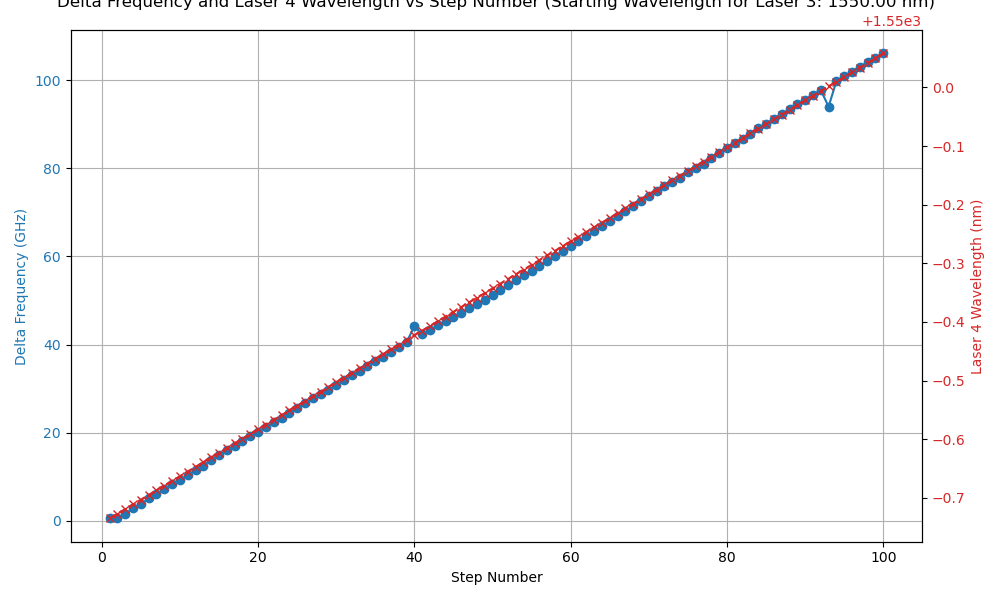 Delta Frequency and Laser 4 Wavelength vs Step Number (Starting Wavelength for Laser 3: 1550.00 nm)
+1.55e3
100
80
60
40
20
0
Delta Frequency (GHz)
0.0
−0.1
−0.2
−0.3
−0.4
−0.5
−0.6
−0.7
Laser 4 Wavelength (nm)
0 20 40 60 80 100
Step Number